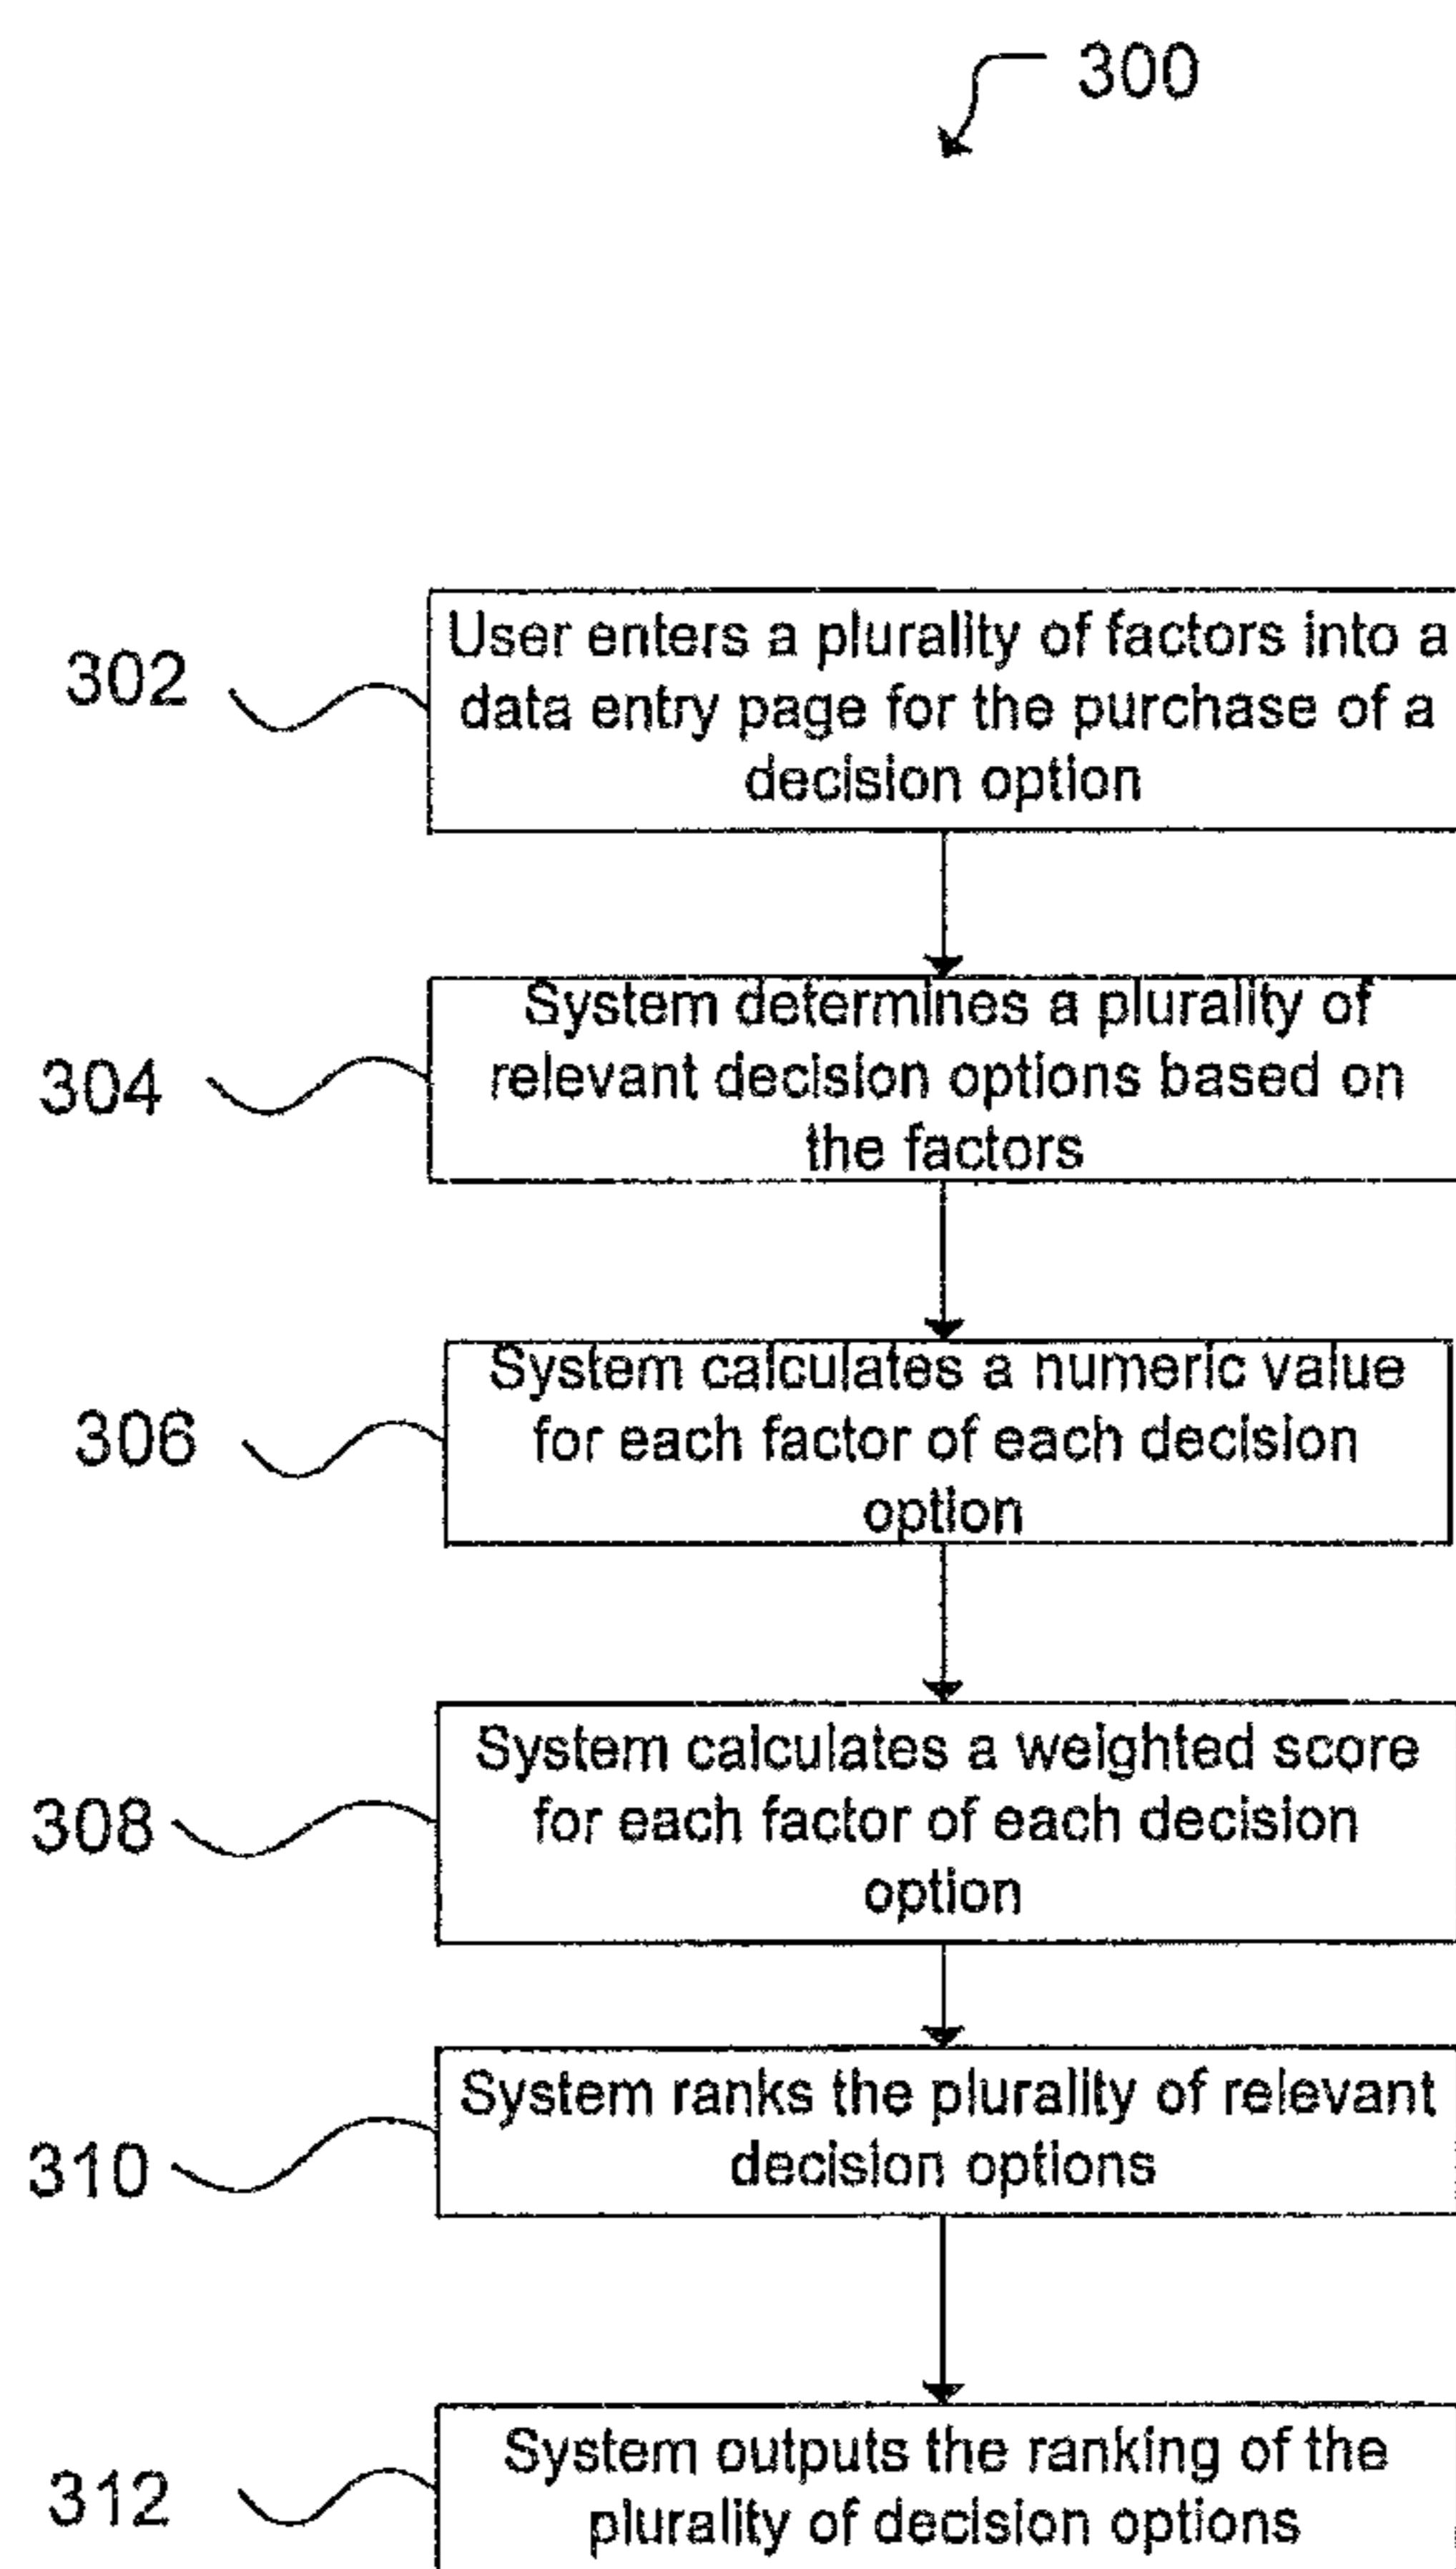 300
302
User enters a plurality of factors into a
data entry page for the purchase of a
decision option
304
System determines a plurality of
relevant decision options based on
the factors
306
System calculates a numeric value
for each factor of each decision
option
308
System calculates a weighted score
for each factor of each decision
option
310
System ranks the plurality of relevant
decision options
312
System outputs the ranking of the
plurality of decision options